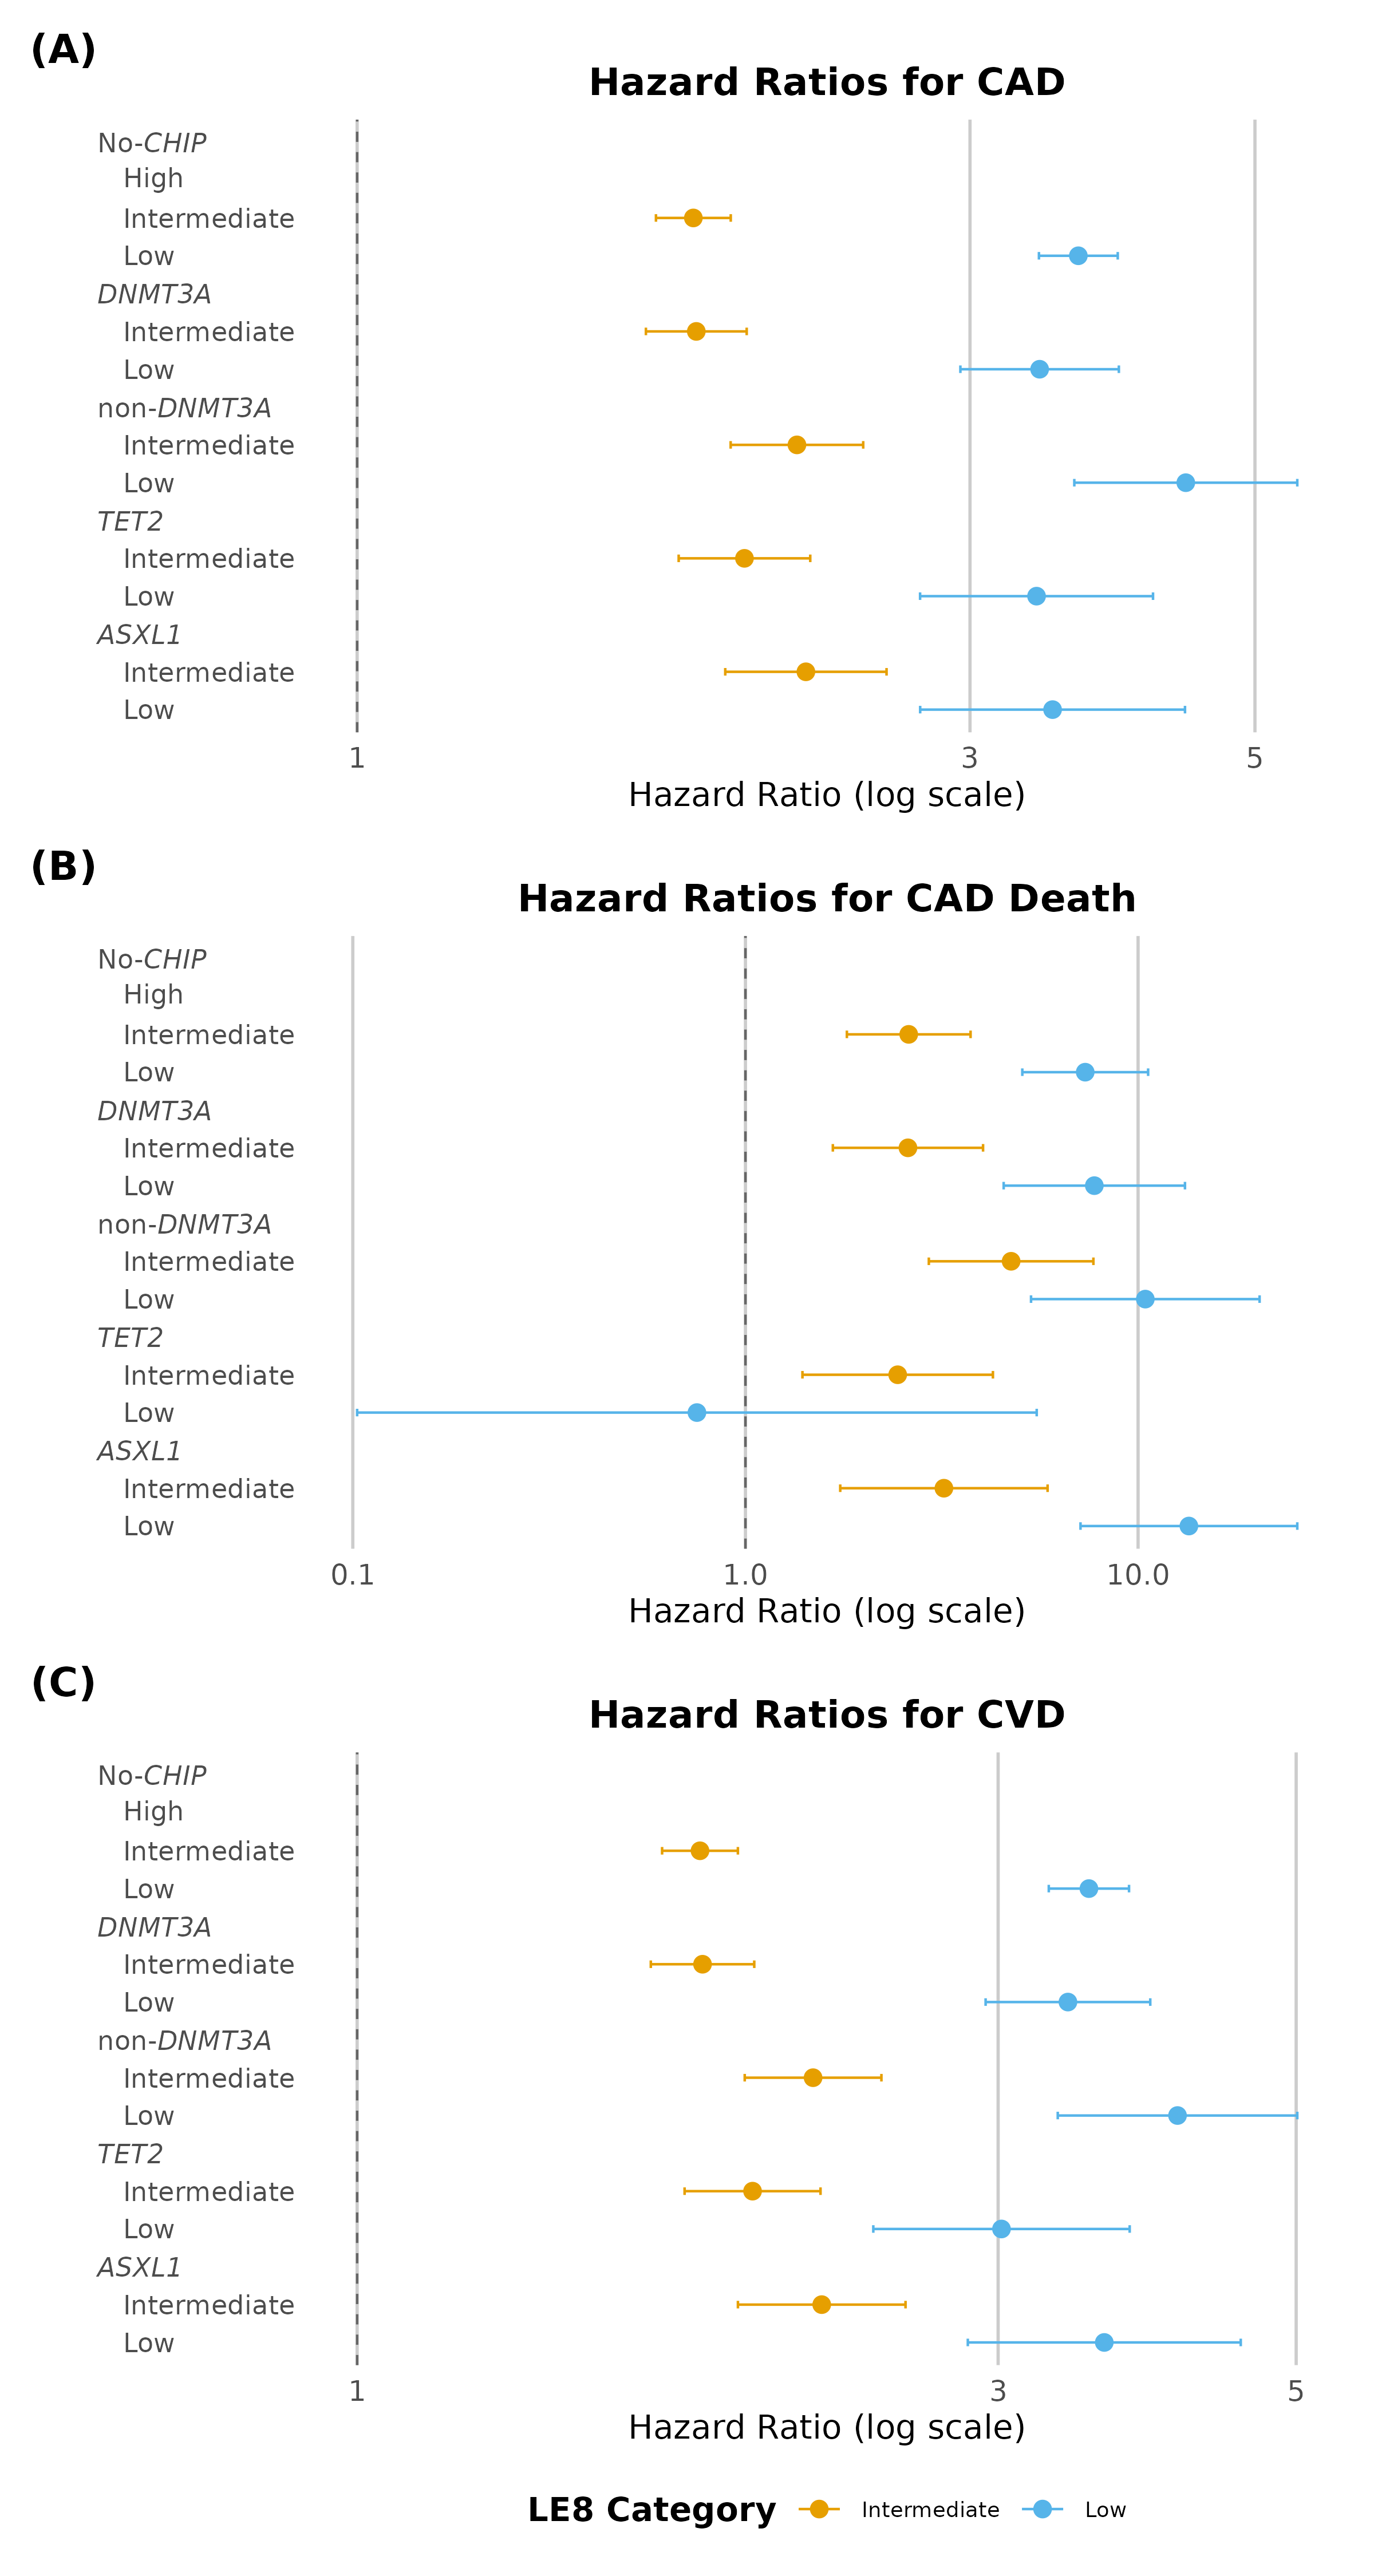 (A)
Hazard Ratios for CAD
No-CHIP
High
Intermediate
Low
DNMT3A
Intermediate
Low
non-DNMT3A
Intermediate
Low
TET2
Intermediate
Low
ASXL1
Intermediate
Low
1 3 5
Hazard Ratio (log scale)
(B)
Hazard Ratios for CAD Death
No-CHIP
High
Intermediate
Low
DNMT3A
Intermediate
Low
non-DNMT3A
Intermediate
Low
TET2
Intermediate
Low
ASXL1
Intermediate
Low
0.1 1.0 10.0
Hazard Ratio (log scale)
(C)
Hazard Ratios for CVD
No-CHIP
High
Intermediate
Low
DNMT3A
Intermediate
Low
non-DNMT3A
Intermediate
Low
TET2
Intermediate
Low
ASXL1
Intermediate
Low
1 3 5
Hazard Ratio (log scale)
LE8 Category Intermediate Low